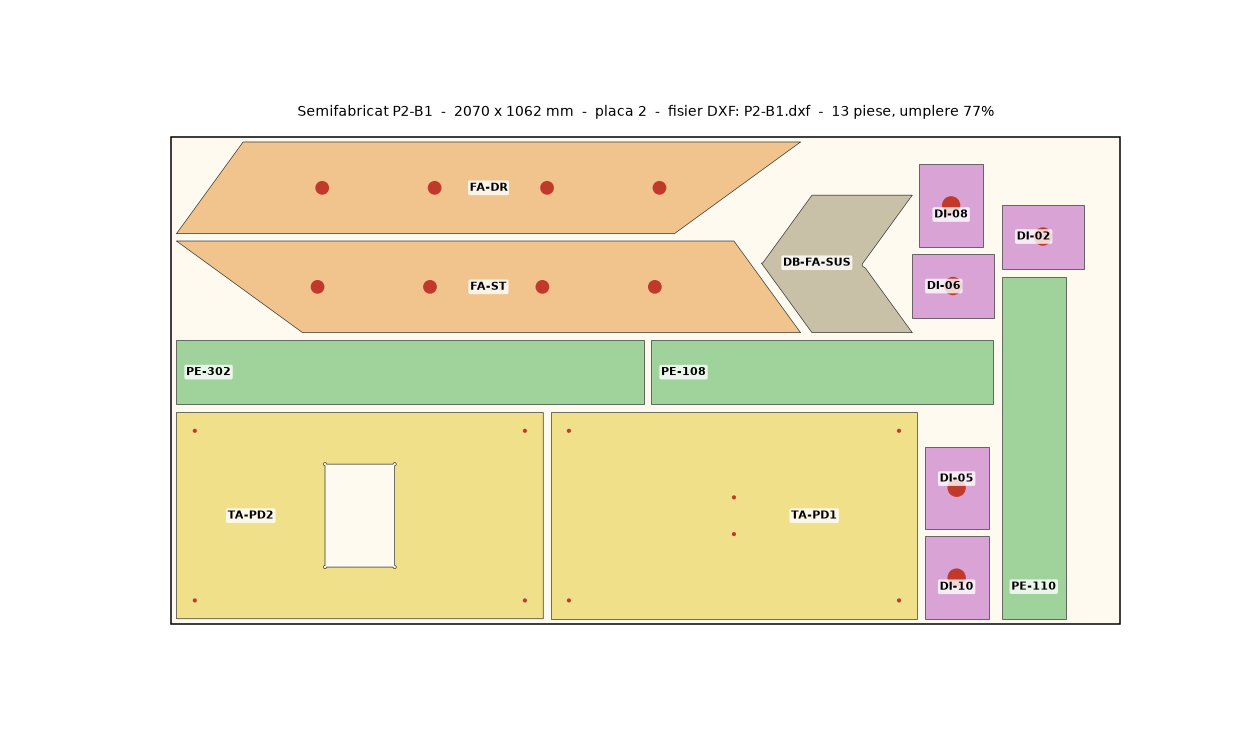 Semifabricat P2-B1 - 2070 x 1062 mm - placa 2 - fisier DXF: P2-B1.dxf - 13 piese, umplere 77%
FA-DR
DI-08
DI-02
DB-FA-SUS
FA-ST
DI-06
PE-302
PE-108
DI-05
TA-PD2
TA-PD1
DI-10
PE-110